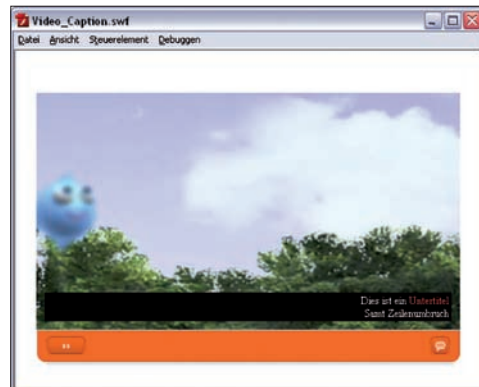 Video_Caption.swf
Datei Ansicht Steuerelement Debuggen
Dies ist ein Untertitel
Samt Zeilenumbruch